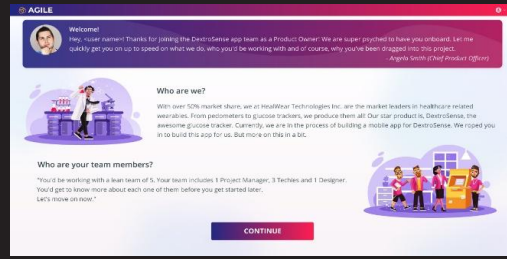 AGILE
Welcome!
Hey, <user name>! Thanks for joining the DextroSense app team as a Product Owner! We are super psyched to have you onboard. Let me
quickly get you on up to speed on what we do, who you'd be working with and of course, why you've been dragged into this project.
- Angela Smith (Chief Product Officer)
Who are we?
With over 50% market share, we at HealWear Technologies Inc. are the market leaders in healthcare related
wearables. From pedometers to glucose trackers, we produce them all! Our star product is, DextroSense, the
awesome glucose tracker. Currently, we are in the process of building a mobile app for DextroSense. We roped you
in to build this app for us. But more on this in a bit.
Who are your team members?
"You'd be working with a lean team of 5. Your team includes 1 Project Manager, 3 Techies and 1 Designer.
You'd get to know more about each one of them before you get started later.
Let's move on now."
CONTINUE